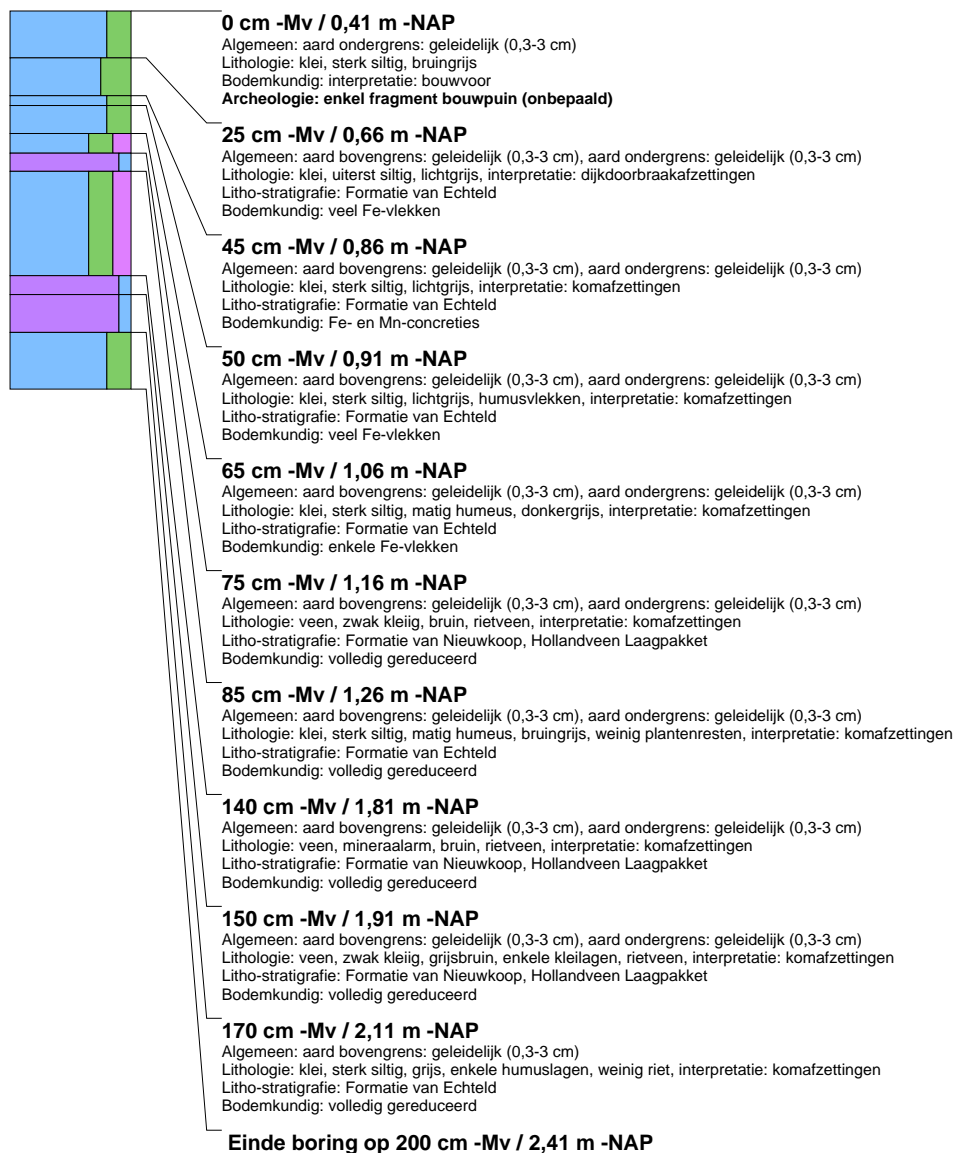 0 cm -Mv / 0,41 m -NAP
Algemeen: aard ondergrens: geleidelijk (0,3-3 cm)
Lithologie: klei, sterk siltig, bruingrijs
Bodemkundig: interpretatie: bouwvoor
Archeologie: enkel fragment bouwpuin (onbepaald)
25 cm -Mv / 0,66 m -NAP
Algemeen: aard bovengrens: geleidelijk (0,3-3 cm), aard ondergrens: geleidelijk (0,3-3 cm)
Lithologie: klei, uiterst siltig, lichtgrijs, interpretatie: dijkdoorbraakafzettingen
Litho-stratigrafie: Formatie van Echteld
Bodemkundig: veel Fe-vlekken
45 cm -Mv / 0,86 m -NAP
Algemeen: aard bovengrens: geleidelijk (0,3-3 cm), aard ondergrens: geleidelijk (0,3-3 cm)
Lithologie: klei, sterk siltig, lichtgrijs, interpretatie: komafzettingen
Litho-stratigrafie: Formatie van Echteld
Bodemkundig: Fe- en Mn-concreties
50 cm -Mv / 0,91 m -NAP
Algemeen: aard bovengrens: geleidelijk (0,3-3 cm), aard ondergrens: geleidelijk (0,3-3 cm)
Lithologie: klei, sterk siltig, lichtgrijs, humusvlekken, interpretatie: komafzettingen
Litho-stratigrafie: Formatie van Echteld
Bodemkundig: veel Fe-vlekken
65 cm -Mv / 1,06 m -NAP
Algemeen: aard bovengrens: geleidelijk (0,3-3 cm), aard ondergrens: geleidelijk (0,3-3 cm)
Lithologie: klei, sterk siltig, matig humeus, donkergrijs, interpretatie: komafzettingen
Litho-stratigrafie: Formatie van Echteld
Bodemkundig: enkele Fe-vlekken
75 cm -Mv / 1,16 m -NAP
Algemeen: aard bovengrens: geleidelijk (0,3-3 cm), aard ondergrens: geleidelijk (0,3-3 cm)
Lithologie: veen, zwak kleiig, bruin, rietveen, interpretatie: komafzettingen
Litho-stratigrafie: Formatie van Nieuwkoop, Hollandveen Laagpakket
Bodemkundig: volledig gereduceerd
85 cm -Mv / 1,26 m -NAP
Algemeen: aard bovengrens: geleidelijk (0,3-3 cm), aard ondergrens: geleidelijk (0,3-3 cm)
Lithologie: klei, sterk siltig, matig humeus, bruingrijs, weinig plantenresten, interpretatie: komafzettingen
Litho-stratigrafie: Formatie van Echteld
Bodemkundig: volledig gereduceerd
140 cm -Mv / 1,81 m -NAP
Algemeen: aard bovengrens: geleidelijk (0,3-3 cm), aard ondergrens: geleidelijk (0,3-3 cm)
Lithologie: veen, mineraalarm, bruin, rietveen, interpretatie: komafzettingen
Litho-stratigrafie: Formatie van Nieuwkoop, Hollandveen Laagpakket
Bodemkundig: volledig gereduceerd
150 cm -Mv / 1,91 m -NAP
Algemeen: aard bovengrens: geleidelijk (0,3-3 cm), aard ondergrens: geleidelijk (0,3-3 cm)
Lithologie: veen, zwak kleiig, grijsbruin, enkele kleilagen, rietveen, interpretatie: komafzettingen
Litho-stratigrafie: Formatie van Nieuwkoop, Hollandveen Laagpakket
Bodemkundig: volledig gereduceerd
170 cm -Mv / 2,11 m -NAP
Algemeen: aard bovengrens: geleidelijk (0,3-3 cm)
Lithologie: klei, sterk siltig, grijs, enkele humuslagen, weinig riet, interpretatie: komafzettingen
Litho-stratigrafie: Formatie van Echteld
Bodemkundig: volledig gereduceerd
Einde boring op 200 cm -Mv / 2,41 m -NAP